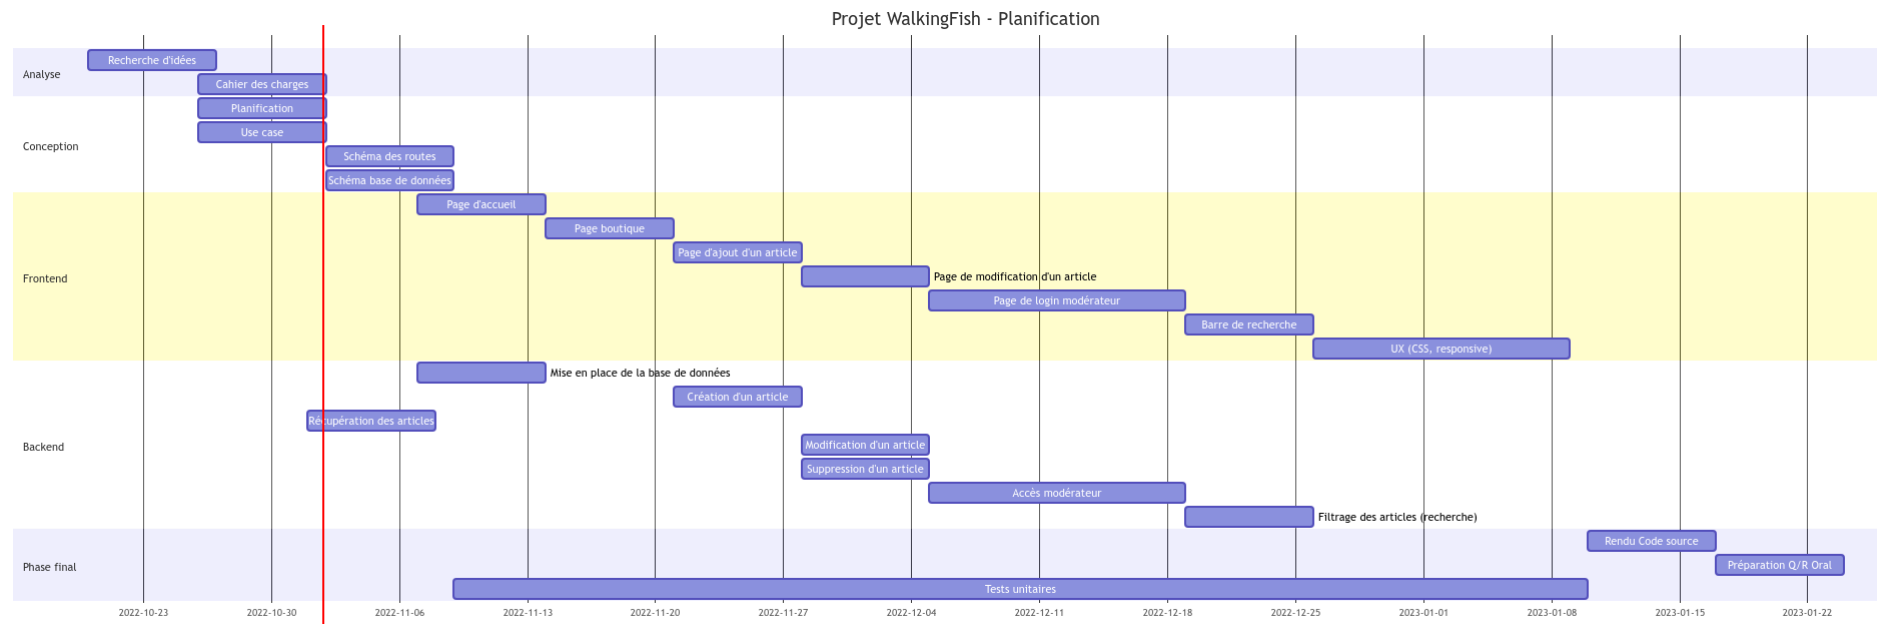 Projet WalkingFish - Planification
Analyse
Recherche d'idées
Cahier des charges
Conception
Planification
Use case
Schéma des routes
Schéma base de données
Frontend
Page d'accueil
Page boutique
Page d'ajout d'un article
Page de modification d'un article
Page de login modérateur
Barre de recherche
UX (CSS, responsive)
Backend
Mise en place de la base de données
Création d'un article
Récupération des articles
Modification d'un article
Suppression d'un article
Accès modérateur
Filtrage des articles (recherche)
Phase final
Rendu Code source
Préparation Q/R Oral
Tests unitaires
2022-10-23 2022-10-30 2022-11-06 2022-11-13 2022-11-20 2022-11-27 2022-12-04 2022-12-11 2022-12-18 2022-12-25 2023-01-01 2023-01-08 2023-01-15 2023-01-22